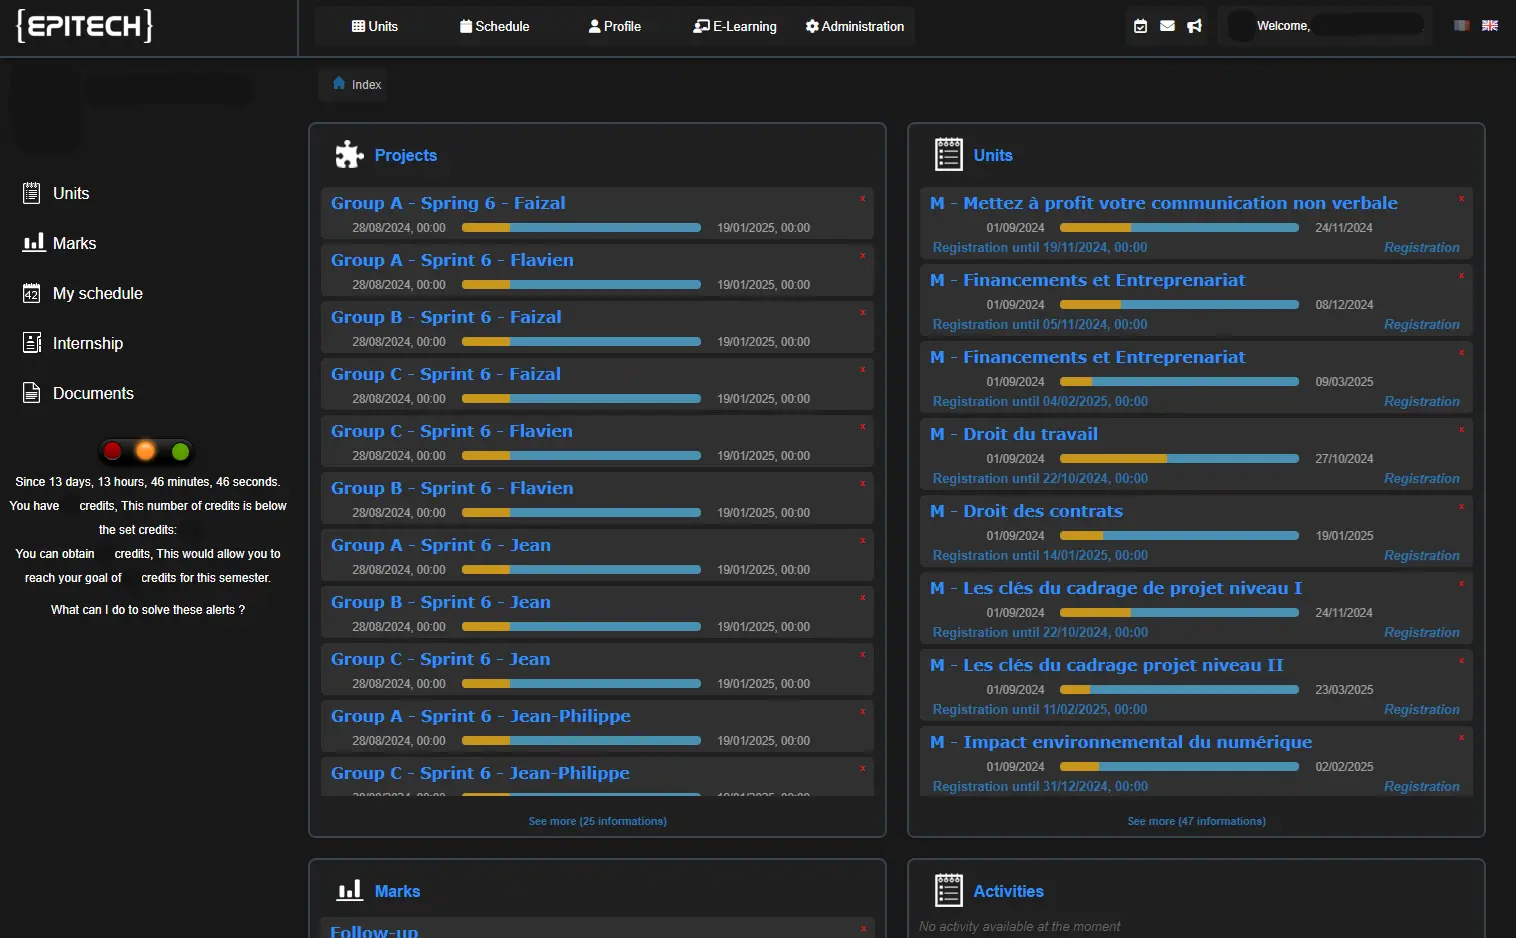 {EPITECH}
Units
Schedule
Profile
E-Learning
Administration
Welcome,
Index
Units
Marks
42
My schedule
Internship
Documents
Since 13 days, 13 hours, 46 minutes, 46 seconds.
You have credits, This number of credits is below
the set credits:
You can obtain credits, This would allow you to
reach your goal of credits for this semester.
What can I do to solve these alerts ?
Projects
Group A - Spring 6 - Faizal
x
28/08/2024, 00:00 19/01/2025, 00:00
Group A - Sprint 6 - Flavien
x
28/08/2024, 00:00 19/01/2025, 00:00
Group B - Sprint 6 - Faizal
x
28/08/2024, 00:00 19/01/2025, 00:00
Group C - Sprint 6 - Faizal
x
28/08/2024, 00:00 19/01/2025, 00:00
Group C - Sprint 6 - Flavien
x
28/08/2024, 00:00 19/01/2025, 00:00
Group B - Sprint 6 - Flavien
x
28/08/2024, 00:00 19/01/2025, 00:00
Group A - Sprint 6 - Jean
x
28/08/2024, 00:00 19/01/2025, 00:00
Group B - Sprint 6 - Jean
x
28/08/2024, 00:00 19/01/2025, 00:00
Group C - Sprint 6 - Jean
x
28/08/2024, 00:00 19/01/2025, 00:00
Group A - Sprint 6 - Jean-Philippe
x
28/08/2024, 00:00 19/01/2025, 00:00
Group C - Sprint 6 - Jean-Philippe
x
28/08/2024, 00:00 19/01/2025, 00:00
See more (25 informations)
Units
M - Mettez à profit votre communication non verbale
x
01/09/2024 24/11/2024
Registration until 19/11/2024, 00:00 Registration
M - Financements et Entreprenariat
x
01/09/2024 08/12/2024
Registration until 05/11/2024, 00:00 Registration
M - Financements et Entreprenariat
x
01/09/2024 09/03/2025
Registration until 04/02/2025, 00:00 Registration
M - Droit du travail
x
01/09/2024 27/10/2024
Registration until 22/10/2024, 00:00 Registration
M - Droit des contrats
x
01/09/2024 19/01/2025
Registration until 14/01/2025, 00:00 Registration
M - Les clés du cadrage de projet niveau I
x
01/09/2024 24/11/2024
Registration until 22/10/2024, 00:00 Registration
M - Les clés du cadrage projet niveau II
x
01/09/2024 23/03/2025
Registration until 11/02/2025, 00:00 Registration
M - Impact environnemental du numérique
x
01/09/2024 02/02/2025
Registration until 31/12/2024, 00:00 Registration
See more (47 informations)
Marks
Follow-up
x
Activities
No activity available at the moment